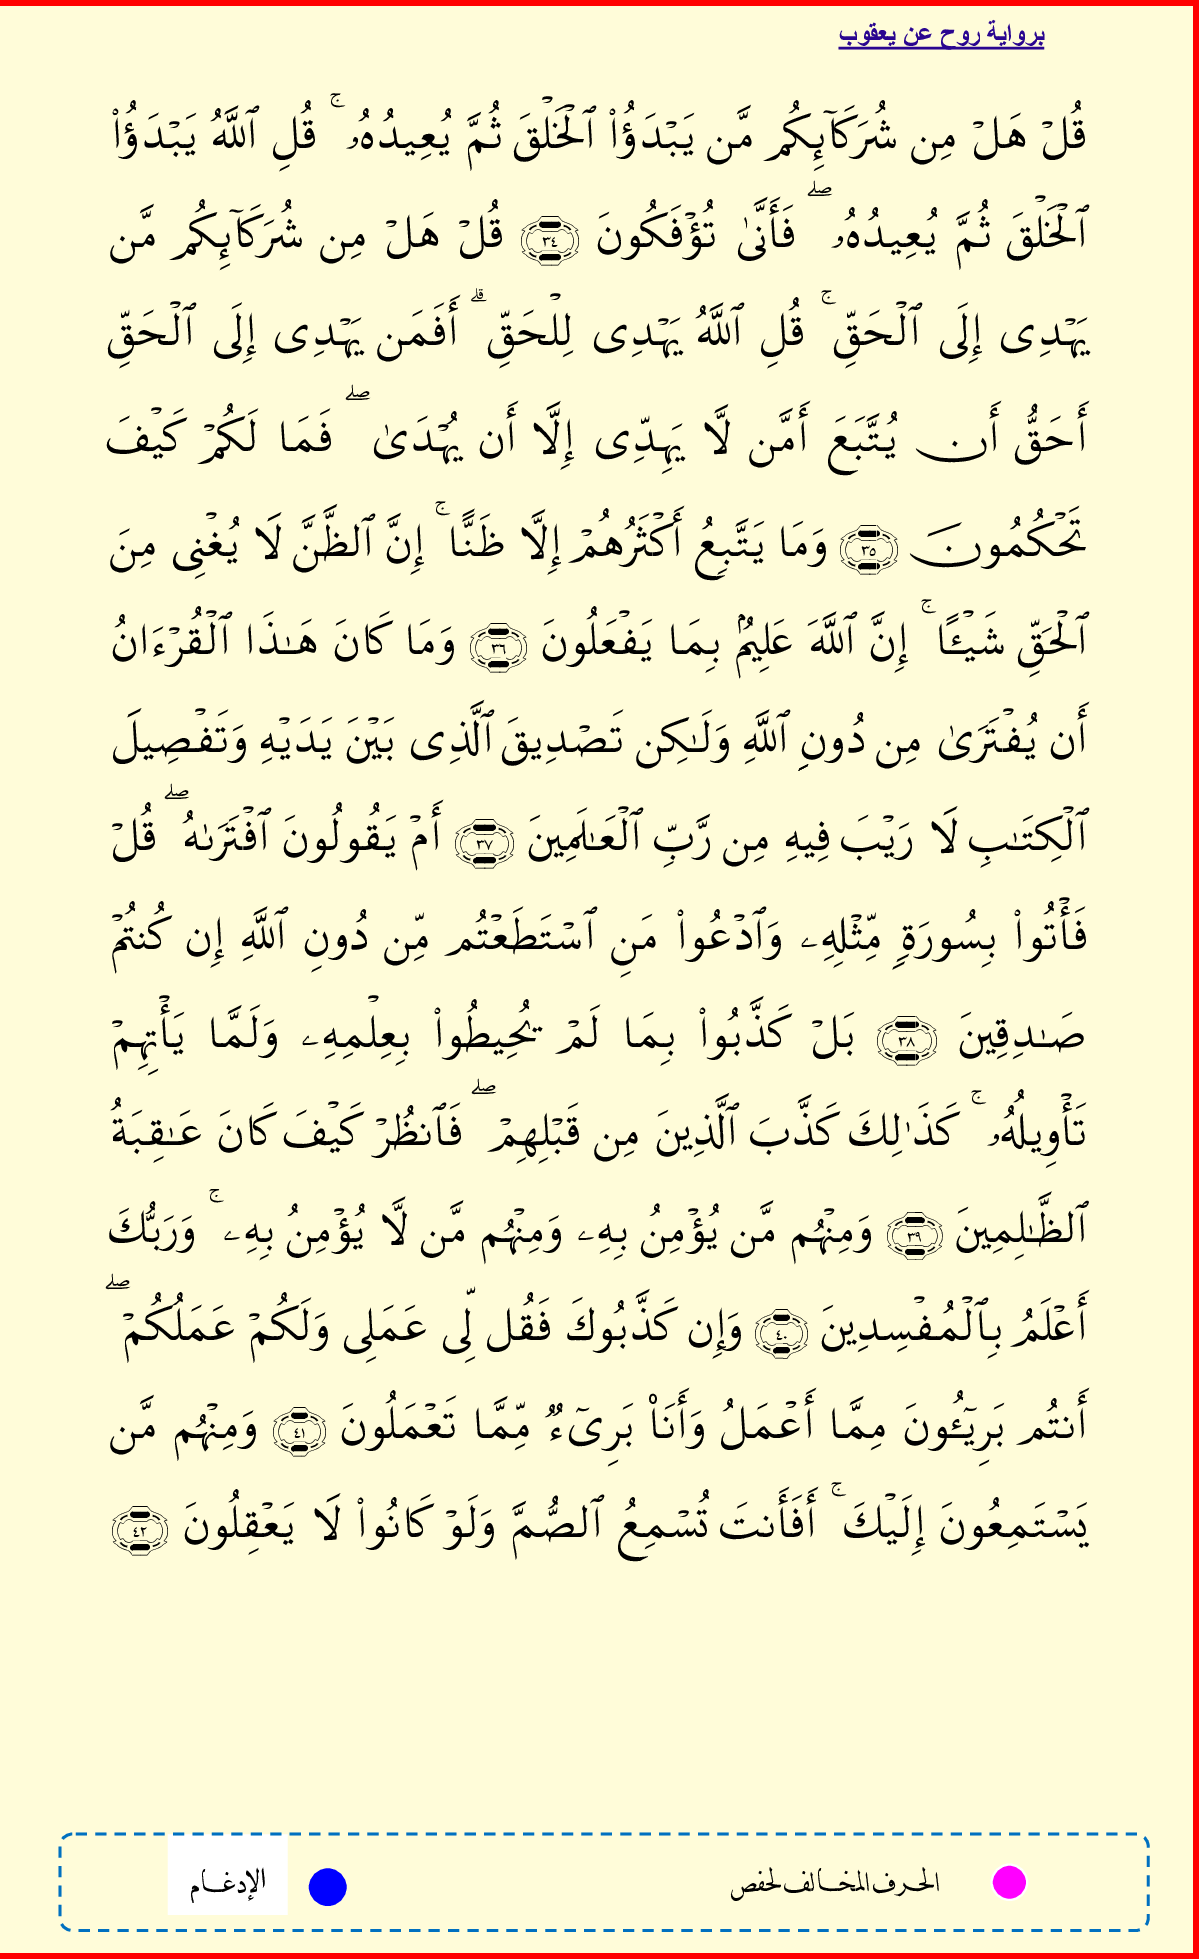 برواية روح عن يعقوب
قُلۡ هَلۡ مِن شُرَكَآئِكُم مَّن يَبۡدَؤُاْ ٱلۡخَلۡقَ ثُمَّ يُعِيدُهُۥۚ قُلِ ٱللَّهُ يَبۡدَؤُاْ
ٱلۡخَلۡقَ ثُمَّ يُعِيدُهُۥۖ فَأَنَّىٰ تُؤۡفَكُونَ ٣٤ قُلۡ هَلۡ مِن شُرَكَآئِكُم مَّن
يَهۡدِى إِلَى ٱلۡحَقِّۚ قُلِ ٱللَّهُ يَهۡدِى لِلۡحَقِّۗ أَفَمَن يَهۡدِى إِلَى ٱلۡحَقِّ
أَحَقُّ أَن يُتَّبَعَ أَمَّن لَّا يَهِدِّى إِلَّا أَن يُهۡدَىٰۖ فَمَا لَكُمۡ كَيۡفَ
تَحۡكُمُونَ ٣٥ وَمَا يَتَّبِعُ أَكۡثَرُهُمۡ إِلَّا ظَنًّاۚ إِنَّ ٱلظَّنَّ لَا يُغۡنِى مِنَ
ٱلۡحَقِّ شَيۡـًٔاۚ إِنَّ ٱللَّهَ عَلِيمُۢ بِمَا يَفۡعَلُونَ ٣٦ وَمَا كَانَ هَـٰذَا ٱلۡقُرۡءَانُ
أَن يُفۡتَرَىٰ مِن دُونِ ٱللَّهِ وَلَـٰكِن تَصۡدِيقَ ٱلَّذِى بَيۡنَ يَدَيۡهِ وَتَفۡصِيلَ
ٱلۡكِتَـٰبِ لَا رَيۡبَ فِيهِ مِن رَّبِّ ٱلۡعَـٰلَمِينَ ٣٧ أَمۡ يَقُولُونَ ٱفۡتَرَىٰهُۖ قُلۡ
فَأۡتُواْ بِسُورَةٖ مِّثۡلِهِۦ وَٱدۡعُواْ مَنِ ٱسۡتَطَعۡتُم مِّن دُونِ ٱللَّهِ إِن كُنتُمۡ
صَـٰدِقِينَ ٣٨ بَلۡ كَذَّبُواْ بِمَا لَمۡ يُحِيطُواْ بِعِلۡمِهِۦ وَلَمَّا يَأۡتِهِمۡ
تَأۡوِيلُهُۥۚ كَذَٰلِكَ كَذَّبَ ٱلَّذِينَ مِن قَبۡلِهِمۡۖ فَٱنظُرۡ كَيۡفَ كَانَ عَـٰقِبَةُ
ٱلظَّـٰلِمِينَ ٣٩ وَمِنۡهُم مَّن يُؤۡمِنُ بِهِۦ وَمِنۡهُم مَّن لَّا يُؤۡمِنُ بِهِۦۚ وَرَبُّكَ
أَعۡلَمُ بِٱلۡمُفۡسِدِينَ ٤٠ وَإِن كَذَّبُوكَ فَقُل لِّى عَمَلِى وَلَكُمۡ عَمَلُكُمۡۖ
أَنتُم بَرِيٓـُٔونَ مِمَّا أَعۡمَلُ وَأَنَا۠ بَرِىٓءٌ مِّمَّا تَعۡمَلُونَ ٤١ وَمِنۡهُم مَّن
يَسۡتَمِعُونَ إِلَيۡكَۚ أَفَأَنتَ تُسۡمِعُ ٱلصُّمَّ وَلَوۡ كَانُواْ لَا يَعۡقِلُونَ ٤٢
الحرف المخالف لحفص
الإدغام